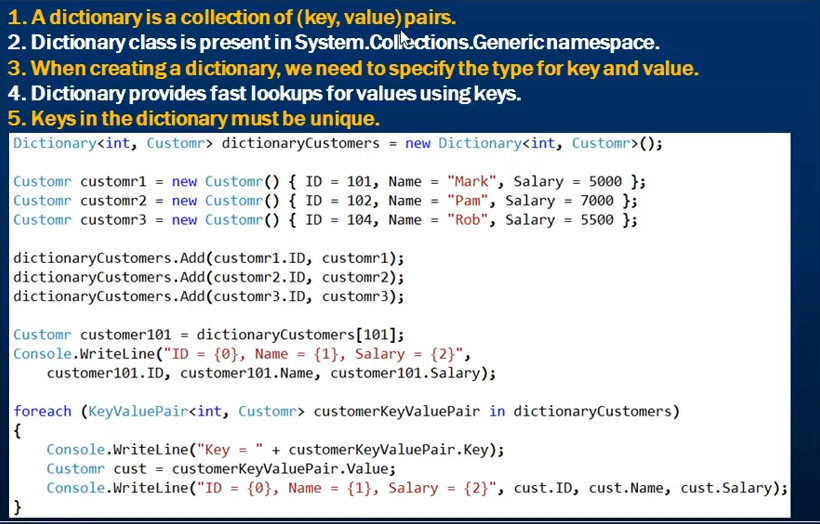 1. A dictionary is a collection of (key, value) pairs.
2. Dictionary class is present in System.Collections.Generic namespace.
3. When creating a dictionary, we need to specify the type for key and value.
4. Dictionary provides fast lookups for values using keys.
5. Keys in the dictionary must be unique.
Dictionary<int, Customr> dictionaryCustomers = new Dictionary<int, Customr>();
Customr customr1 = new Customr() { ID = 101, Name = "Mark", Salary = 5000 };
Customr customr2 = new Customr() { ID = 102, Name = "Pam", Salary = 7000 };
Customr customr3 = new Customr() { ID = 104, Name = "Rob", Salary = 5500 };
dictionaryCustomers.Add(customr1.ID, customr1);
dictionaryCustomers.Add(customr2.ID, customr2);
dictionaryCustomers.Add(customr3.ID, customr3);
Customr customer101 = dictionaryCustomers[101];
Console.WriteLine("ID = {0}, Name = {1}, Salary = {2}",
customer101.ID, customer101.Name, customer101.Salary);
foreach (KeyValuePair<int, Customr> customerKeyValuePair in dictionaryCustomers)
{
Console.WriteLine("Key = " + customerKeyValuePair.Key);
Customr cust = customerKeyValuePair.Value;
Console.WriteLine("ID = {0}, Name = {1}, Salary = {2}", cust.ID, cust.Name, cust.Salary);
}